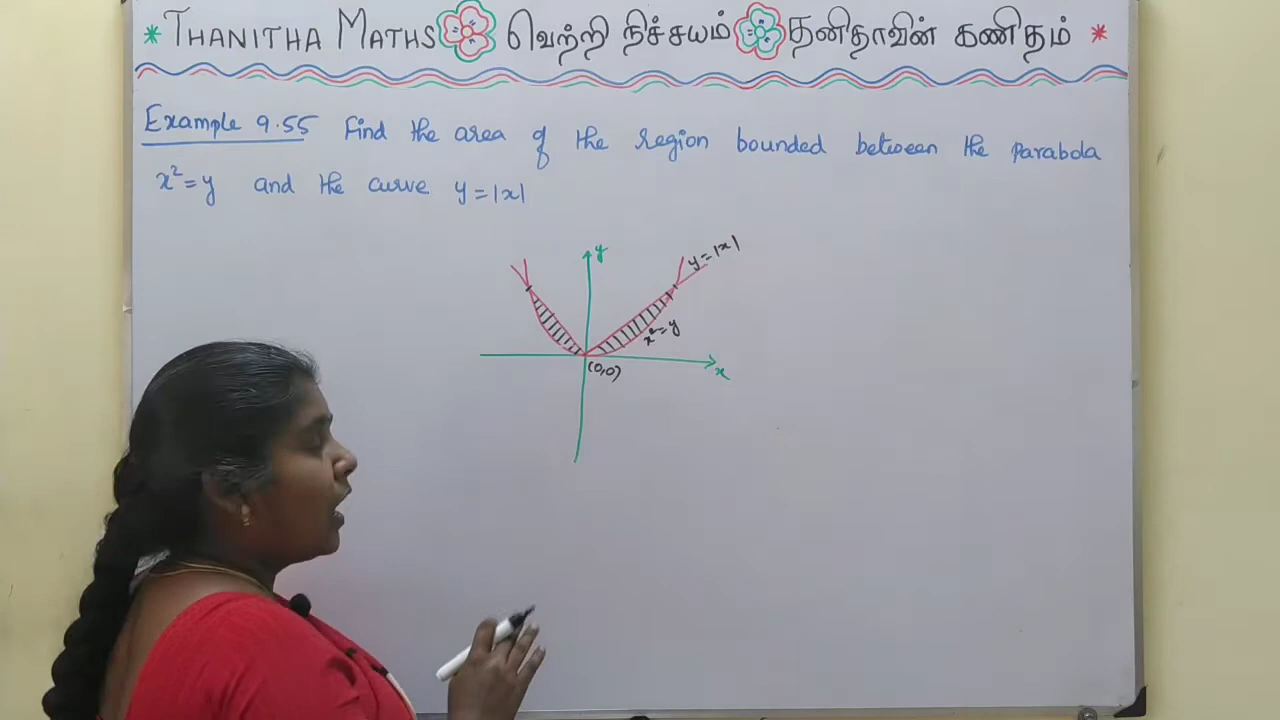 * THANITHA MATHS வெற்றி நிச்சயம் தனிதாவின் கணிதம் *
Example 9.55 Find the area of the region bounded between the parabola
x² = y and the curve y = |x|
y
y = |x|
x² = y
(0,0)
x